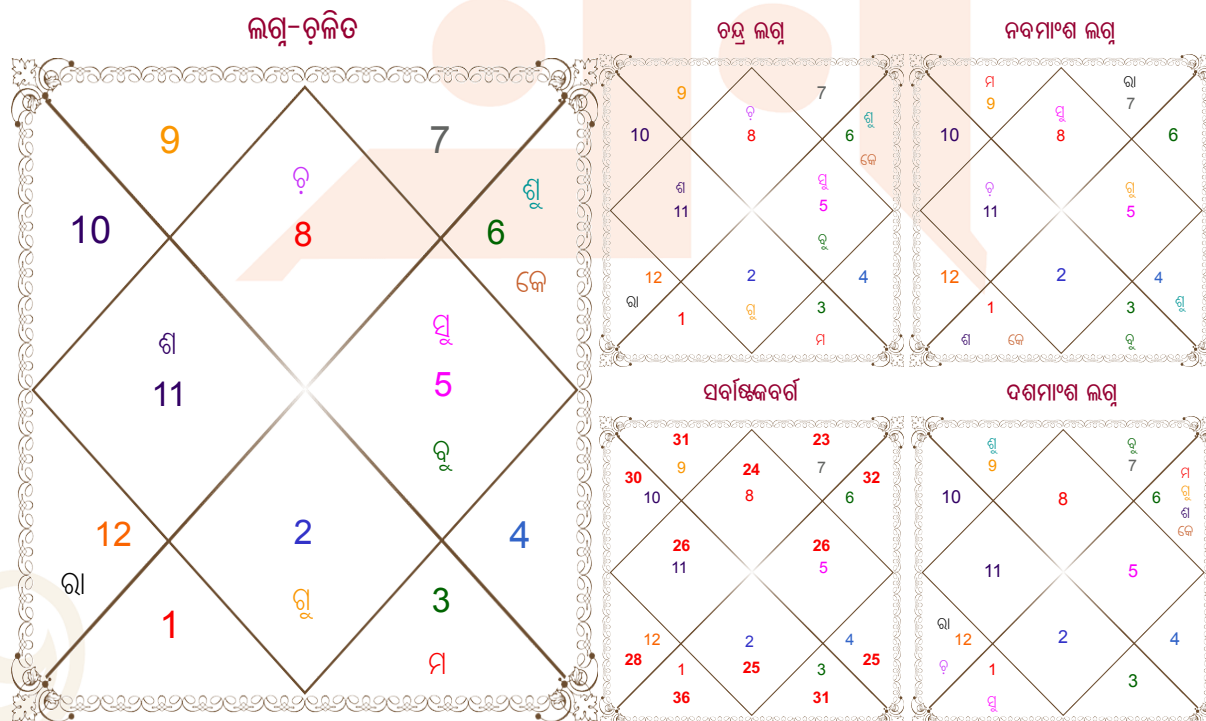 ଲଗ୍ନ-ଚ଼ଳିତ
9
7
ଚ଼
ଶୁ
10
8
6
କେ
ସୁ
ଶ
11
5
ବୁ
12
2
4
ରା
ଗୁ
3
1
ମ
ଚନ୍ଦ୍ର ଲଗ୍ନ
9
7
ଚ଼
ଶୁ
10
8
6
କେ
ଶ
ସୁ
11
5
ବୁ
12
2
4
ରା
ଗୁ
3
1
ମ
ନବମାଂଶ ଲଗ୍ନ
ମ
ରା
9
7
ସୁ
10
8
6
ଚ଼
ଗୁ
11
5
12
2
4
1
3
ଶୁ
ଶ
କେ
ବୁ
ସର୍ବାଷ୍ଟକବର୍ଗ
31
23
9
24
7
30
32
10
8
6
26
26
11
5
12
2
4
28
1
25
3
25
36
31
ଦଶମାଂଶ ଲଗ୍ନ
ଶୁ
ବୁ
9
7
ମ
ଗୁ
10
8
6
ଶ
କେ
11
5
ରା
12
2
4
ଚ଼
1
3
ସୁ